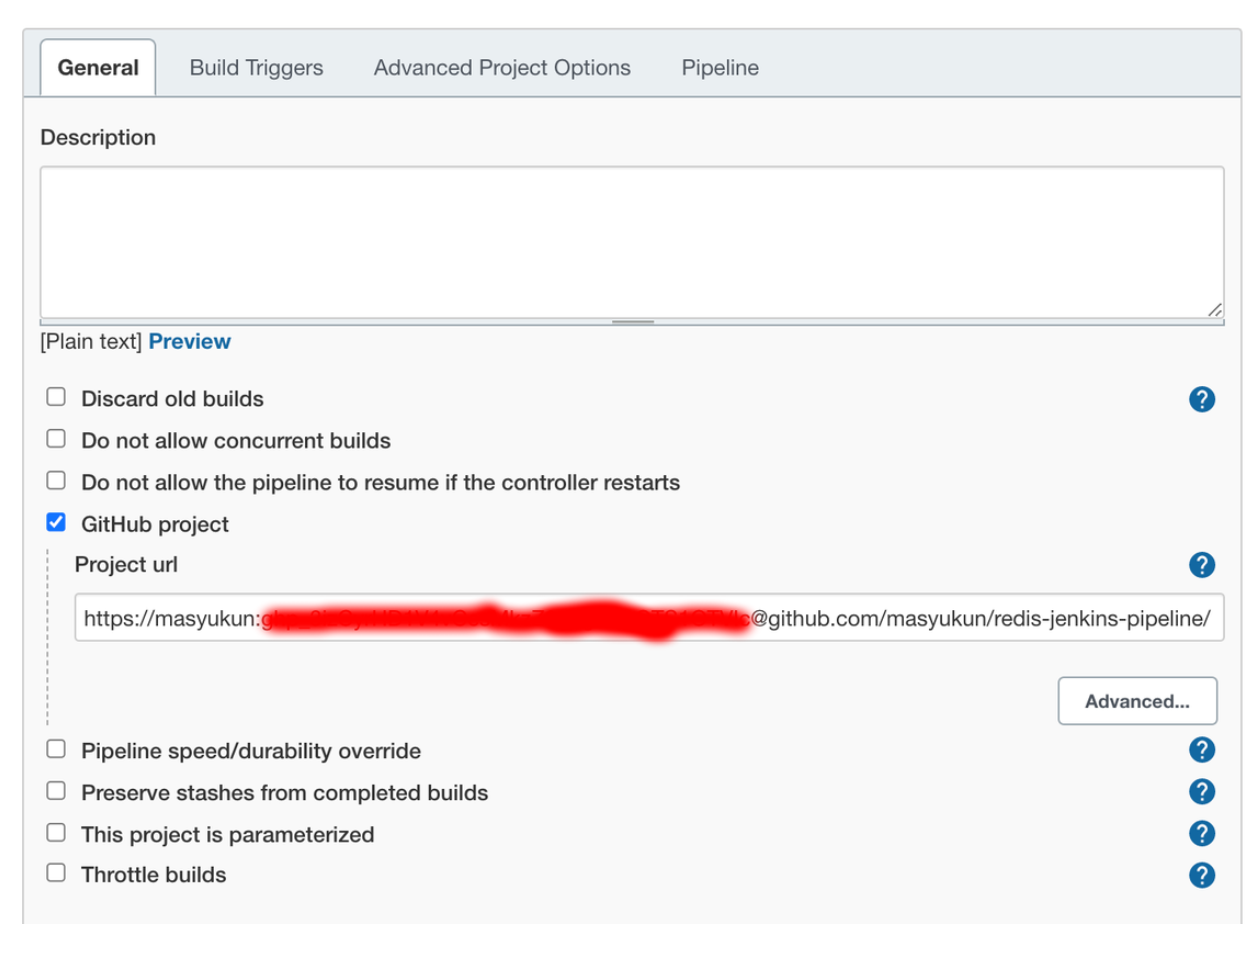 General Build Triggers Advanced Project Options Pipeline
Description
[Plain text] Preview
Discard old builds
?
Do not allow concurrent builds
Do not allow the pipeline to resume if the controller restarts
GitHub project
Project url
?
https://masyukun: @github.com/masyukun/redis-jenkins-pipeline/
Advanced...
Pipeline speed/durability override
?
Preserve stashes from completed builds
?
This project is parameterized
?
Throttle builds
?